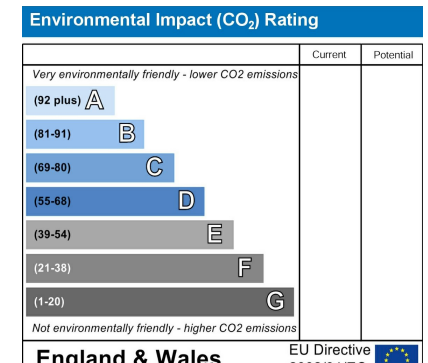 Environmental Impact (CO₂) Rating
Current Potential
Very environmentally friendly - lower CO2 emissions
(92 plus) A
(81-91) B
(69-80) C
(55-68) D
(39-54) E
(21-38) F
(1-20) G
Not environmentally friendly - higher CO2 emissions
England & Wales
EU Directive